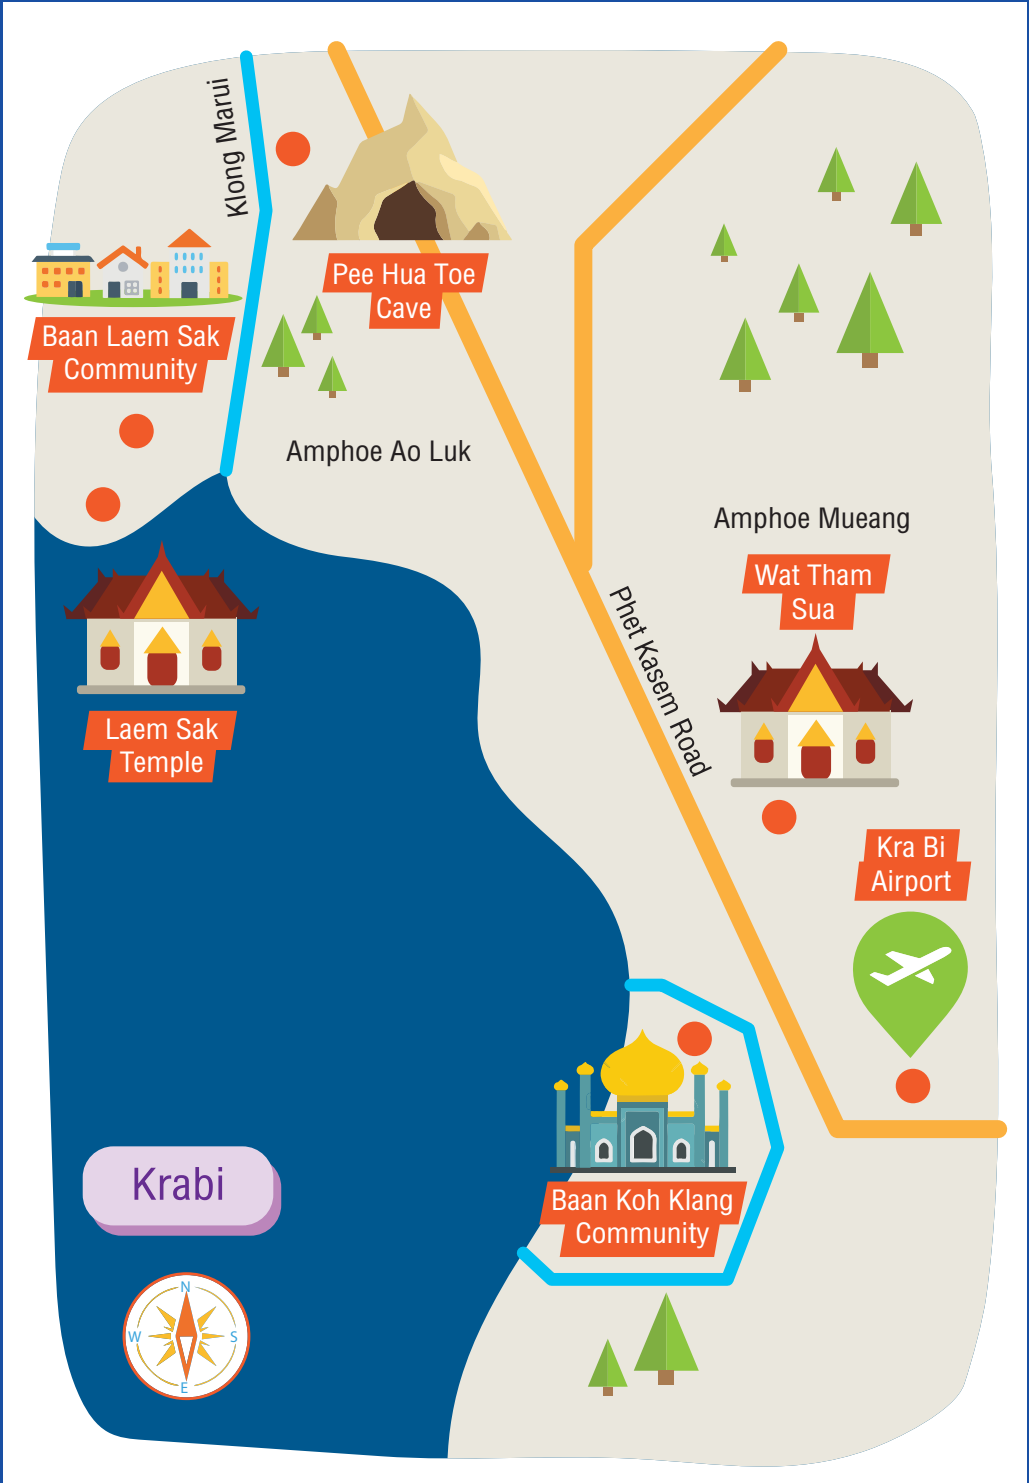 Klong Marui
Pee Hua Toe
Cave
Baan Laem Sak
Community
Amphoe Ao Luk
Amphoe Mueang
Wat Tham
Sua
Phet Kasem Road
Laem Sak
Temple
Kra Bi
Airport
Krabi
Baan Koh Klang
Community
N
W S
E